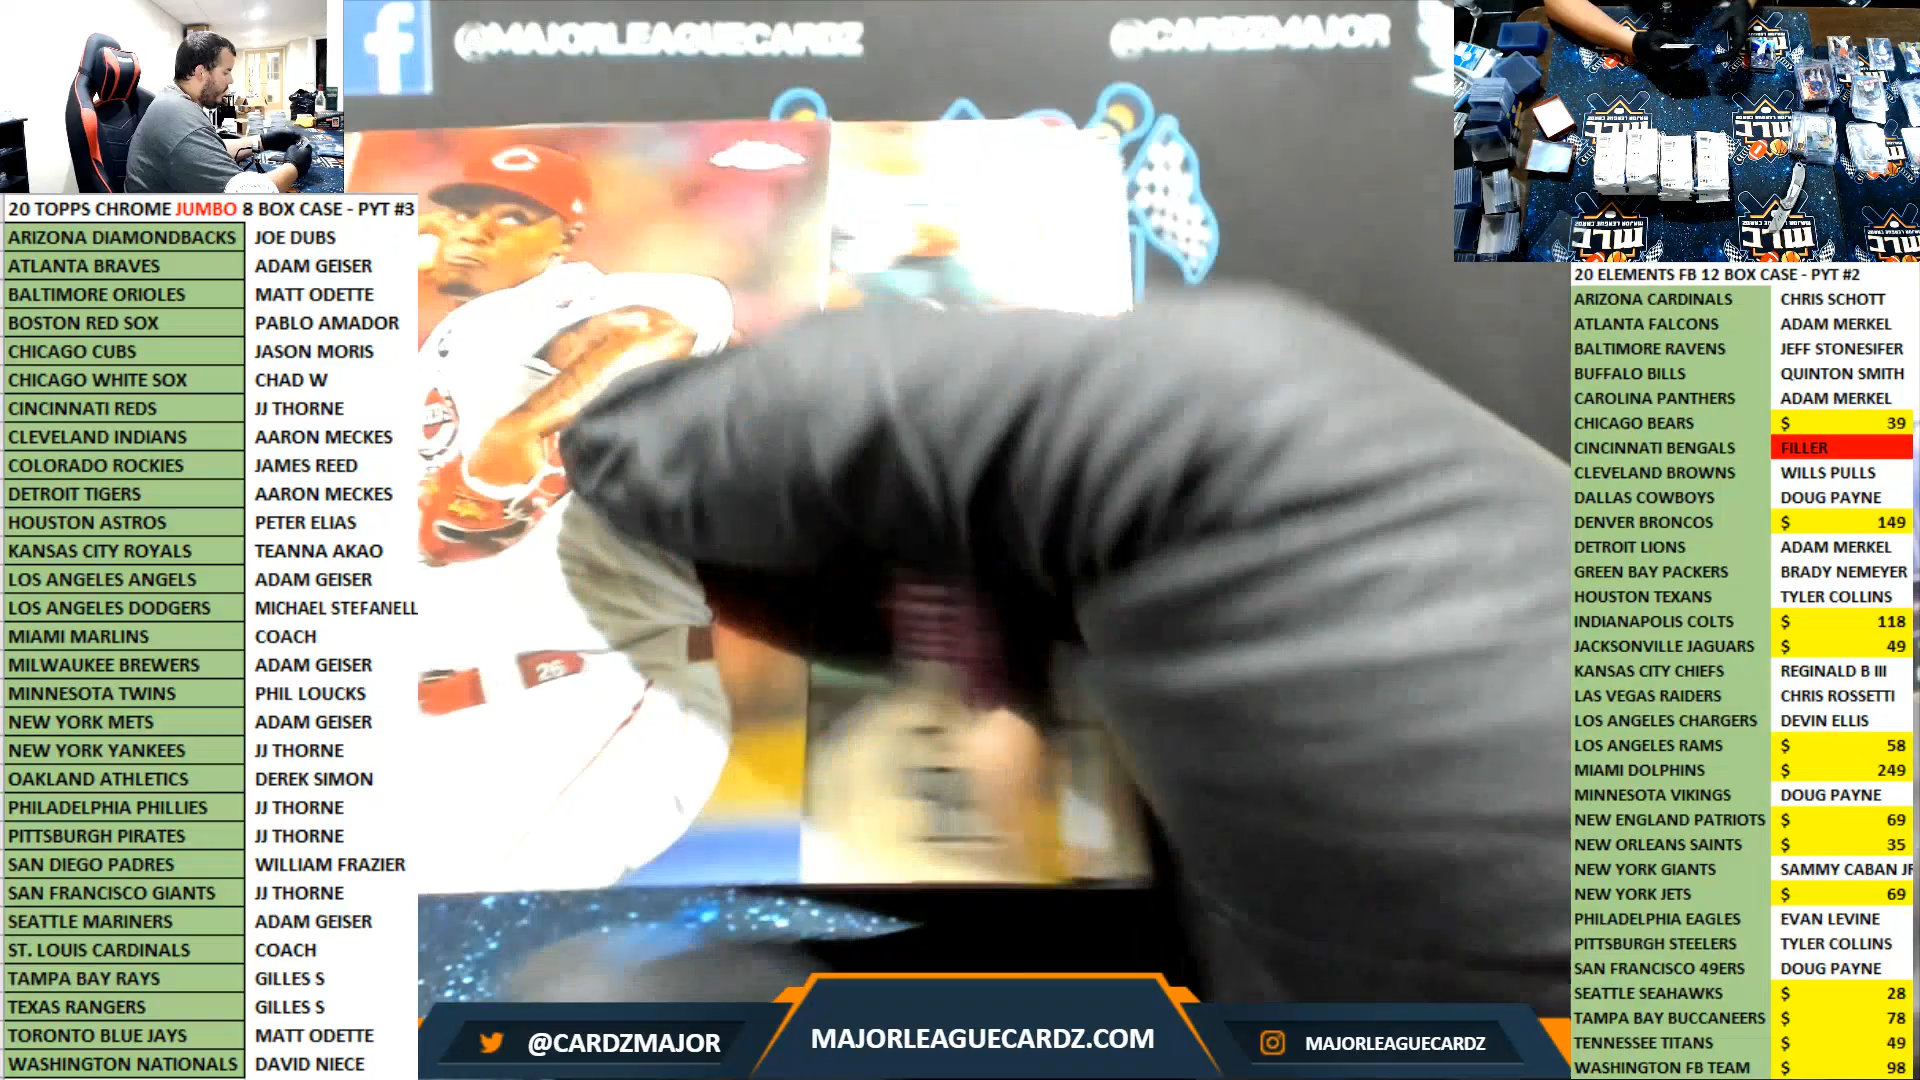 @MAJORLEAGUECARDZ
@CARDZMAJOR
20 TOPPS CHROME JUMBO 8 BOX CASE - PYT #3
ARIZONA DIAMONDBACKS JOE DUBS
ATLANTA BRAVES ADAM GEISER
BALTIMORE ORIOLES MATT ODETTE
BOSTON RED SOX PABLO AMADOR
CHICAGO CUBS JASON MORIS
CHICAGO WHITE SOX CHAD W
CINCINNATI REDS JJ THORNE
CLEVELAND INDIANS AARON MECKES
COLORADO ROCKIES JAMES REED
DETROIT TIGERS AARON MECKES
HOUSTON ASTROS PETER ELIAS
KANSAS CITY ROYALS TEANNA AKAO
LOS ANGELES ANGELS ADAM GEISER
LOS ANGELES DODGERS MICHAEL STEFANELL
MIAMI MARLINS COACH
MILWAUKEE BREWERS ADAM GEISER
MINNESOTA TWINS PHIL LOUCKS
NEW YORK METS ADAM GEISER
NEW YORK YANKEES JJ THORNE
OAKLAND ATHLETICS DEREK SIMON
PHILADELPHIA PHILLIES JJ THORNE
PITTSBURGH PIRATES JJ THORNE
SAN DIEGO PADRES WILLIAM FRAZIER
SAN FRANCISCO GIANTS JJ THORNE
SEATTLE MARINERS ADAM GEISER
ST. LOUIS CARDINALS COACH
TAMPA BAY RAYS GILLES S
TEXAS RANGERS GILLES S
TORONTO BLUE JAYS MATT ODETTE
WASHINGTON NATIONALS DAVID NIECE
26
@CARDZMAJOR
MAJORLEAGUECARDZ.COM
MAJORLEAGUECARDZ
MLC
MLC
MLC
MLC
20 ELEMENTS FB 12 BOX CASE - PYT #2
ARIZONA CARDINALS CHRIS SCHOTT
ATLANTA FALCONS ADAM MERKEL
BALTIMORE RAVENS JEFF STONESIFER
BUFFALO BILLS QUINTON SMITH
CAROLINA PANTHERS ADAM MERKEL
CHICAGO BEARS $ 39
CINCINNATI BENGALS FILLER
CLEVELAND BROWNS WILLS PULLS
DALLAS COWBOYS DOUG PAYNE
DENVER BRONCOS $ 149
DETROIT LIONS ADAM MERKEL
GREEN BAY PACKERS BRADY NEMEYER
HOUSTON TEXANS TYLER COLLINS
INDIANAPOLIS COLTS $ 118
JACKSONVILLE JAGUARS $ 49
KANSAS CITY CHIEFS REGINALD B III
LAS VEGAS RAIDERS CHRIS ROSSETTI
LOS ANGELES CHARGERS DEVIN ELLIS
LOS ANGELES RAMS $ 58
MIAMI DOLPHINS $ 249
MINNESOTA VIKINGS DOUG PAYNE
NEW ENGLAND PATRIOTS $ 69
NEW ORLEANS SAINTS $ 35
NEW YORK GIANTS SAMMY CABAN JR
NEW YORK JETS $ 69
PHILADELPHIA EAGLES EVAN LEVINE
PITTSBURGH STEELERS TYLER COLLINS
SAN FRANCISCO 49ERS DOUG PAYNE
SEATTLE SEAHAWKS $ 28
TAMPA BAY BUCCANEERS $ 78
TENNESSEE TITANS $ 49
WASHINGTON FB TEAM $ 98